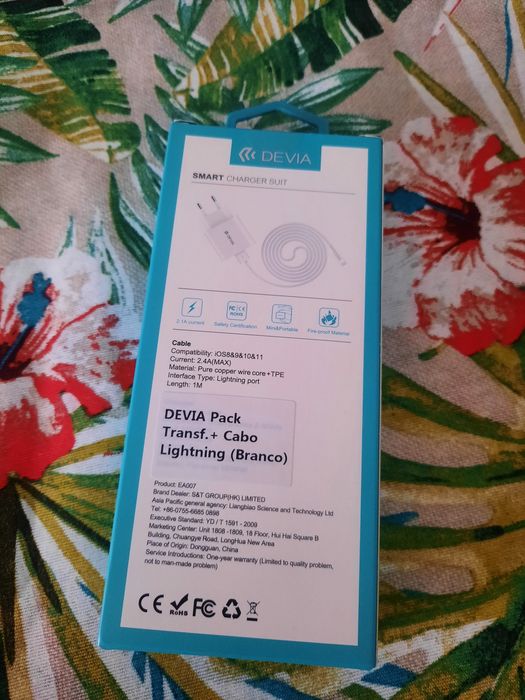 DEVIA
SMART CHARGER SUIT
DEVIA
2.1A current
Safety Certification
Mini&Portable
Fire-proof Material
Cable
Compatibility: iOS8&9&10&11
Current: 2.4A(MAX)
Material: Pure copper wire core+TPE
Interface Type: Lightning port
Length: 1M
DEVIA Pack
Transf.+ Cabo
Lightning (Branco)
Product: EA007
Brand Dealer: S&T GROUP(HK) LIMITED
Asia Pacific general agency: Liangbiao Science and Technology Ltd
Tel: +86-0755-6685 0898
Executive Standard: YD / T 1591 - 2009
Marketing Center: Unit 1808 -1809, 18 Floor, Hui Hai Square B
Building, Chuangye Road, LongHua New Area
Place of Origin: Dongguan, China
Service Introductions: One-year warranty (Limited to quality problem,
not to man-made problem)
CE RoHS FC